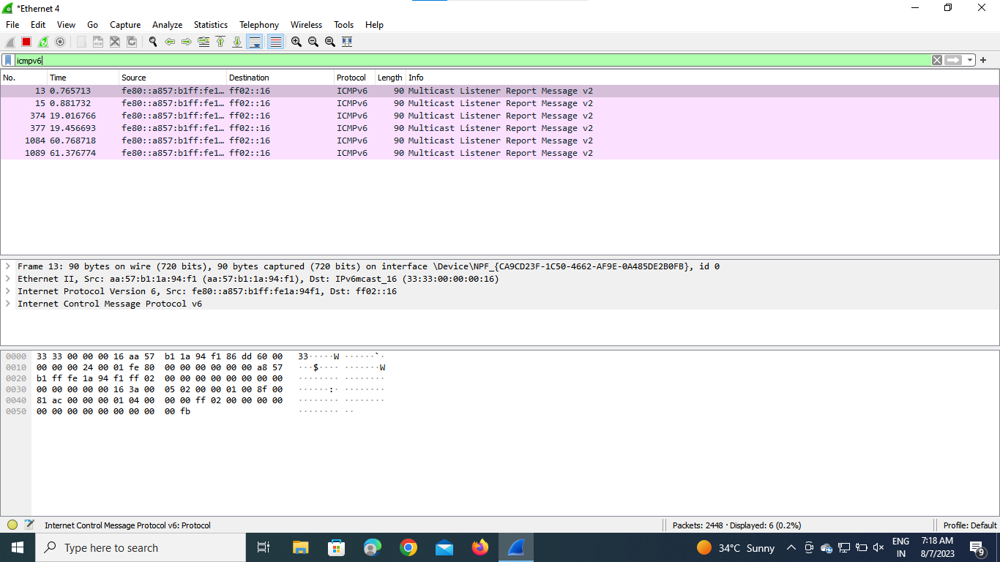 *Ethernet 4
File Edit View Go Capture Analyze Statistics Telephony Wireless Tools Help
icmpv6
No. Time Source Destination Protocol Length Info
13 0.765713 fe80::a857:b1ff:fe1… ff02::16 ICMPv6 90 Multicast Listener Report Message v2
15 0.881732 fe80::a857:b1ff:fe1… ff02::16 ICMPv6 90 Multicast Listener Report Message v2
374 19.016766 fe80::a857:b1ff:fe1… ff02::16 ICMPv6 90 Multicast Listener Report Message v2
377 19.456693 fe80::a857:b1ff:fe1… ff02::16 ICMPv6 90 Multicast Listener Report Message v2
1084 60.768718 fe80::a857:b1ff:fe1… ff02::16 ICMPv6 90 Multicast Listener Report Message v2
1089 61.376774 fe80::a857:b1ff:fe1… ff02::16 ICMPv6 90 Multicast Listener Report Message v2
Frame 13: 90 bytes on wire (720 bits), 90 bytes captured (720 bits) on interface \Device\NPF_{CA9CD23F-1C50-4662-AF9E-0A485DE2B0FB}, id 0
Ethernet II, Src: aa:57:b1:1a:94:f1 (aa:57:b1:1a:94:f1), Dst: IPv6mcast_16 (33:33:00:00:00:16)
Internet Protocol Version 6, Src: fe80::a857:b1ff:fe1a:94f1, Dst: ff02::16
Internet Control Message Protocol v6
0000 33 33 00 00 00 16 aa 57 b1 1a 94 f1 86 dd 60 00 33·····W ······`·
0010 00 00 00 24 00 01 fe 80 00 00 00 00 00 00 a8 57 ···$···· ·······W
0020 b1 ff fe 1a 94 f1 ff 02 00 00 00 00 00 00 00 00 ········ ········
0030 00 00 00 00 00 16 3a 00 05 02 00 00 01 00 8f 00 ······:· ········
0040 81 ac 00 00 00 01 04 00 00 00 ff 02 00 00 00 00 ········ ········
0050 00 00 00 00 00 00 00 00 00 fb ········ ··
Internet Control Message Protocol v6: Protocol
Packets: 2448 · Displayed: 6 (0.2%)
Profile: Default
Type here to search
34°C Sunny
ENG
IN
7:18 AM
8/7/2023
9